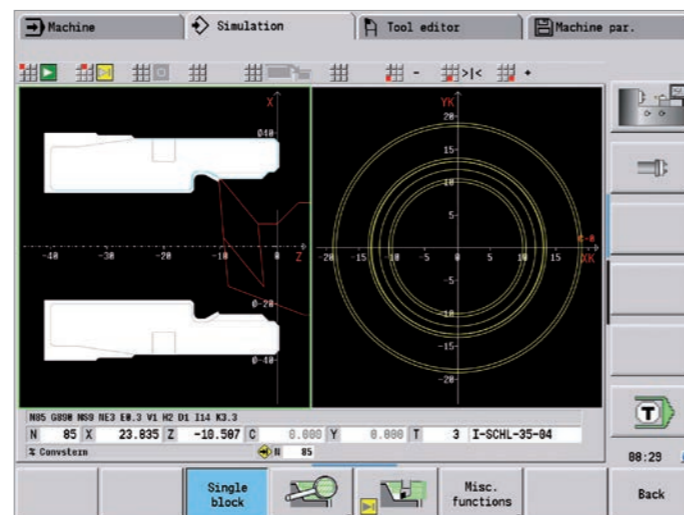 Machine Simulation Tool editor Machine par.
- >|< +
X YK
Ø40 20
15
10
5
-40 -30 -20 -10 Z -20 -15 -10 -5 5 10 15 XK
-5
Ø-20 -10
-15
Ø-40 -20
N85 G890 NS9 NE3 E0.3 V1 H2 D1 I14 K3.3
N 85 X 23.835 Z -10.507 C 0.000 Y 0.000 T 3 I-SCHL-35-04
% Convstein N 85
T
08:29
Single block Misc. functions Back